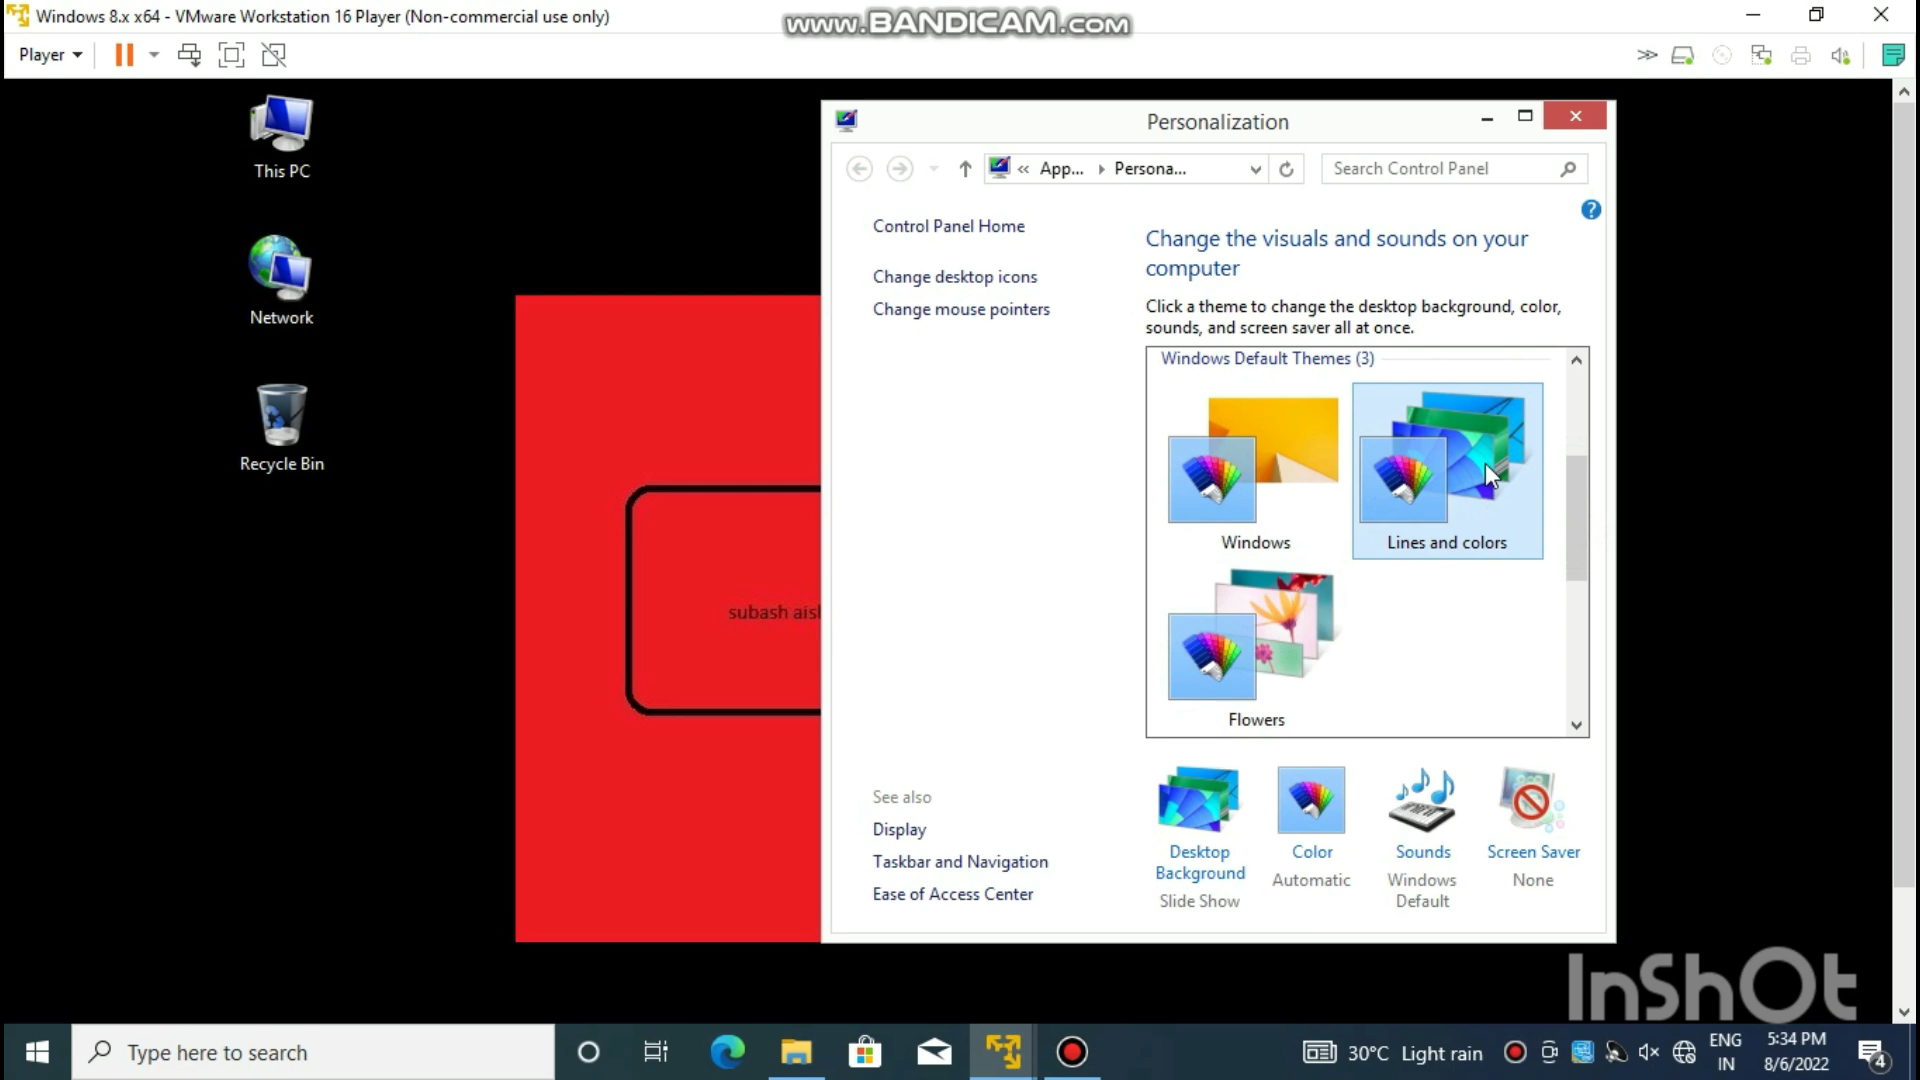 Windows 8.x x64 - VMware Workstation 16 Player (Non-commercial use only)
www.BANDICAM.com
Player
This PC
Network
Recycle Bin
subash aisl
Personalization
« App... Persona...
Search Control Panel
Control Panel Home
Change desktop icons
Change mouse pointers
Change the visuals and sounds on your
computer
Click a theme to change the desktop background, color,
sounds, and screen saver all at once.
Windows Default Themes (3)
Windows
Lines and colors
Flowers
See also
Display
Taskbar and Navigation
Ease of Access Center
Desktop
Background
Slide Show
Color
Automatic
Sounds
Windows
Default
Screen Saver
None
InShOt
Type here to search
30°C Light rain
ENG
IN
5:34 PM
8/6/2022
4